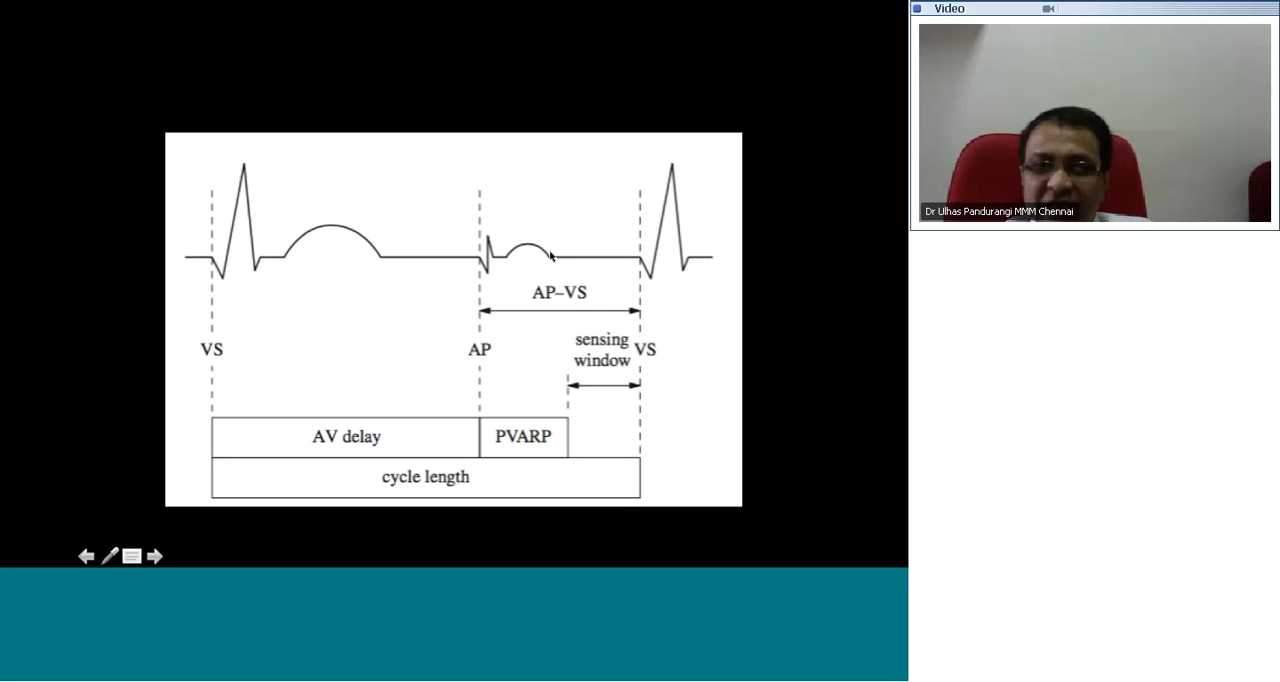 Video
Dr Ulhas Pandurangi MMM Chennai
AP–VS
sensing
window
VS
AP
VS
AV delay
PVARP
cycle length